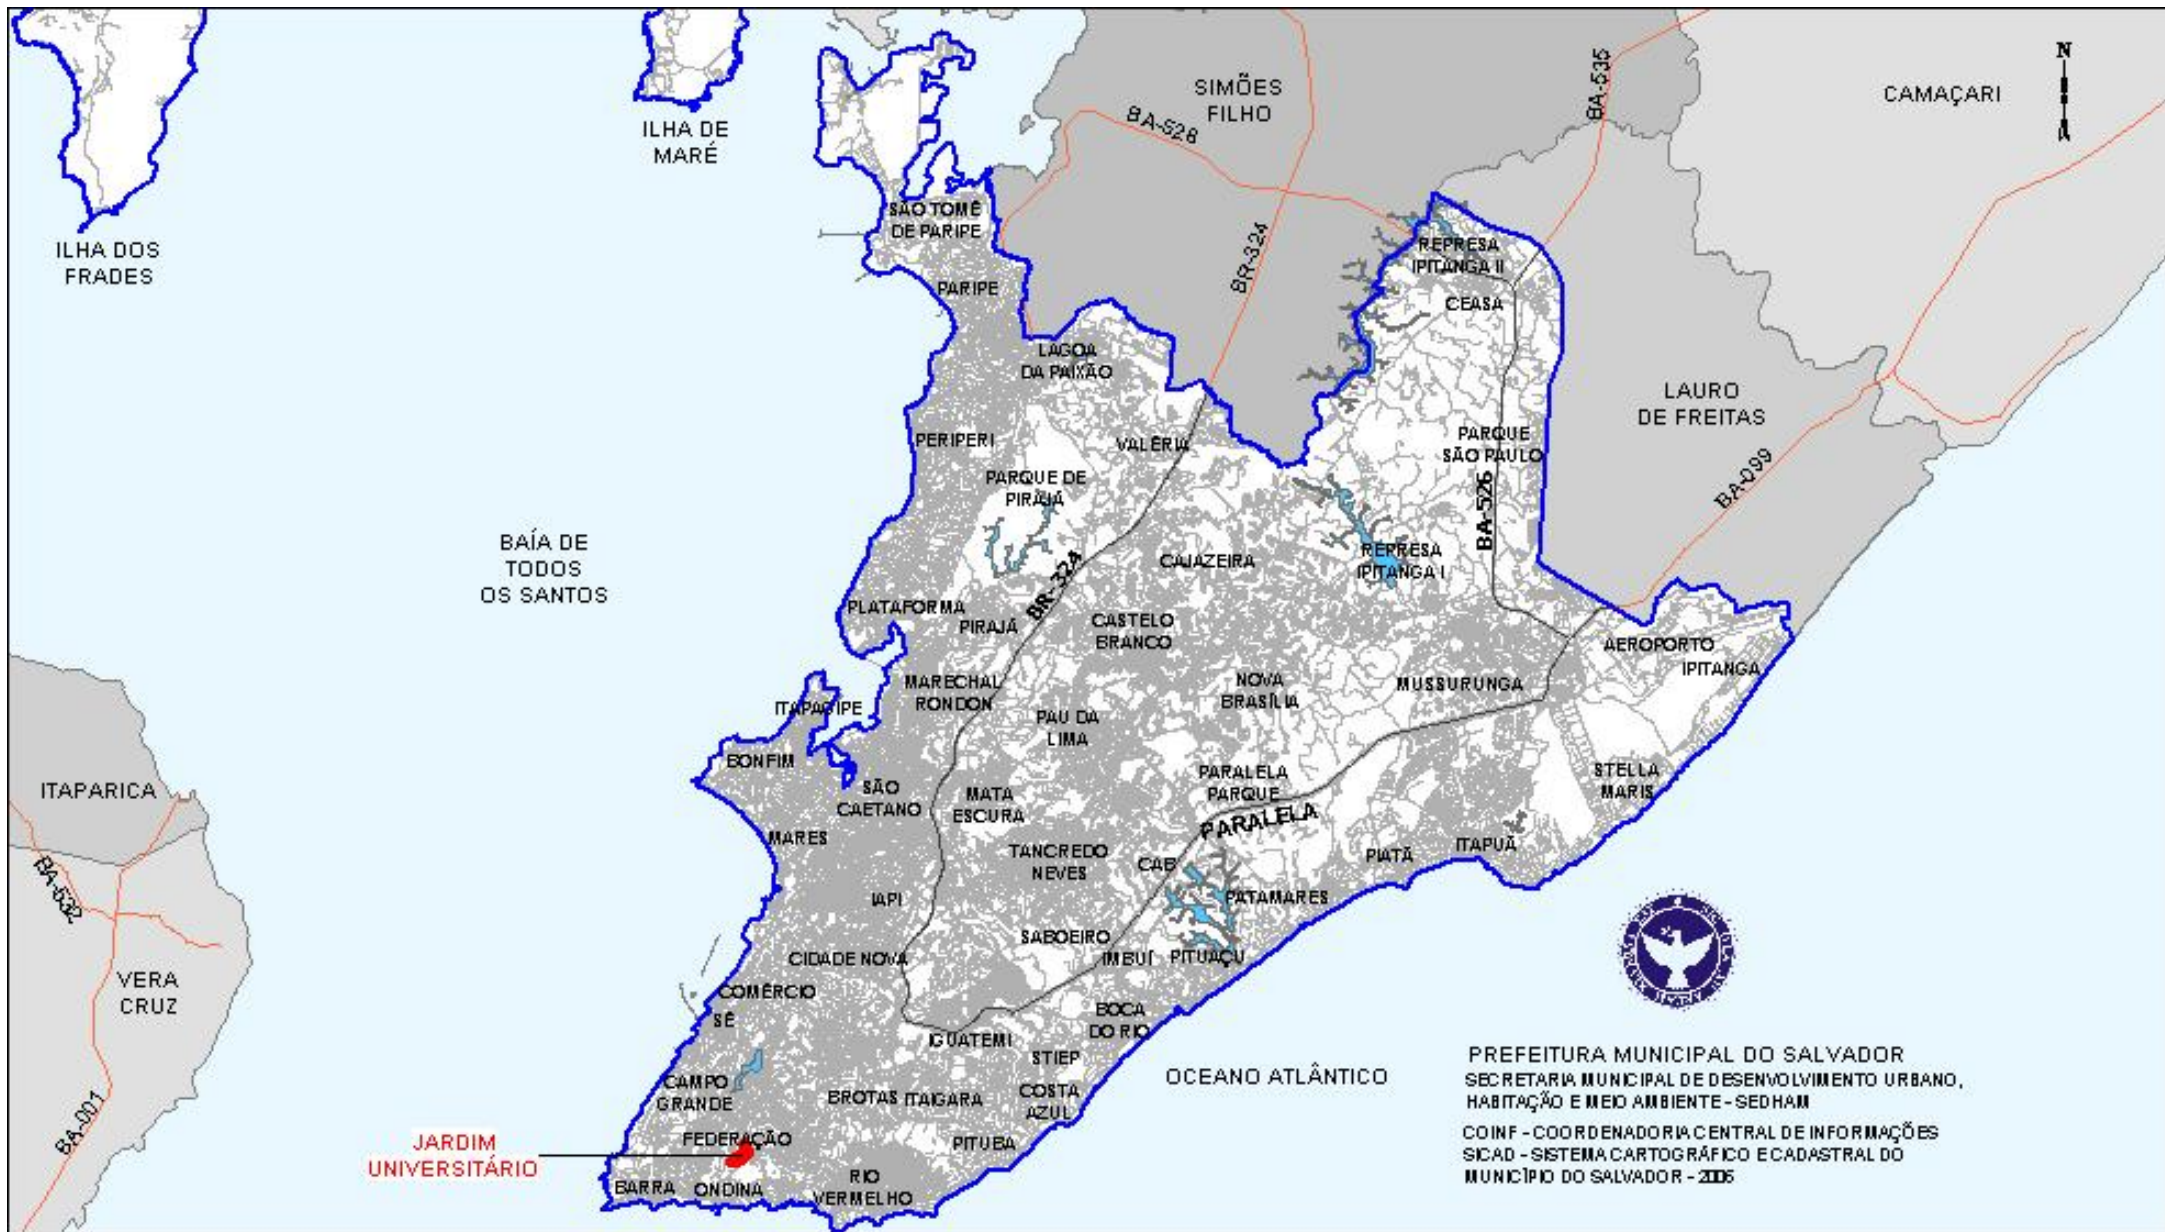 N
SIMÕES
FILHO
BA-535
CAMAÇARI
BA-528
ILHA DE
MARÉ
ILHA DOS
FRADES
SÃO TOMÉ
DE PARIPE
BR-324
REPRESA
IPITANGA II
PARIPE
CEASA
LAGOA
DA PAIXÃO
LAURO
DE FREITAS
PERIPERI
VALÉRIA
PARQUE
SÃO PAULO
BA-099
PARQUE DE
PIRAJÁ
BA-526
BAÍA DE
TODOS
OS SANTOS
CAJAZEIRA
REPRESA
IPITANGA I
BR-324
PLATAFORMA
PIRAJÁ
CASTELO
BRANCO
AEROPORTO
IPITANGA
MARECHAL
RONDON
NOVA
BRASÍLIA
MUSSURUNGA
ITAPAGIPE
PAU DA
LIMA
BONFIM
PARALELA
PARQUE
STELLA
MARIS
ITAPARICA
SÃO
CAETANO
MATA
ESCURA
PARALELA
MARES
TANCREDO
NEVES
CAB
PIATÃ
ITAPUÃ
BA-532
IAPI
PATAMARES
SABOEIRO
CIDADE NOVA
IMBUÍ
PITUAÇU
VERA
CRUZ
COMÉRCIO
SÉ
BOCA
DO RIO
IGUATEMI
STIEP
OCEANO ATLÂNTICO
CAMPO
GRANDE
BROTAS
ITAIGARA
COSTA
AZUL
BA-001
JARDIM
UNIVERSITÁRIO
FEDERAÇÃO
PITUBA
BARRA
ONDINA
RIO
VERMELHO
PREFEITURA MUNICIPAL DO SALVADOR
SECRETARIA MUNICIPAL DE DESENVOLVIMENTO URBANO,
HABITAÇÃO E MEIO AMBIENTE - SEDHAM
COINF - COORDENADORIA CENTRAL DE INFORMAÇÕES
SICAD - SISTEMA CARTOGRÁFICO E CADASTRAL DO
MUNICÍPIO DO SALVADOR - 2006